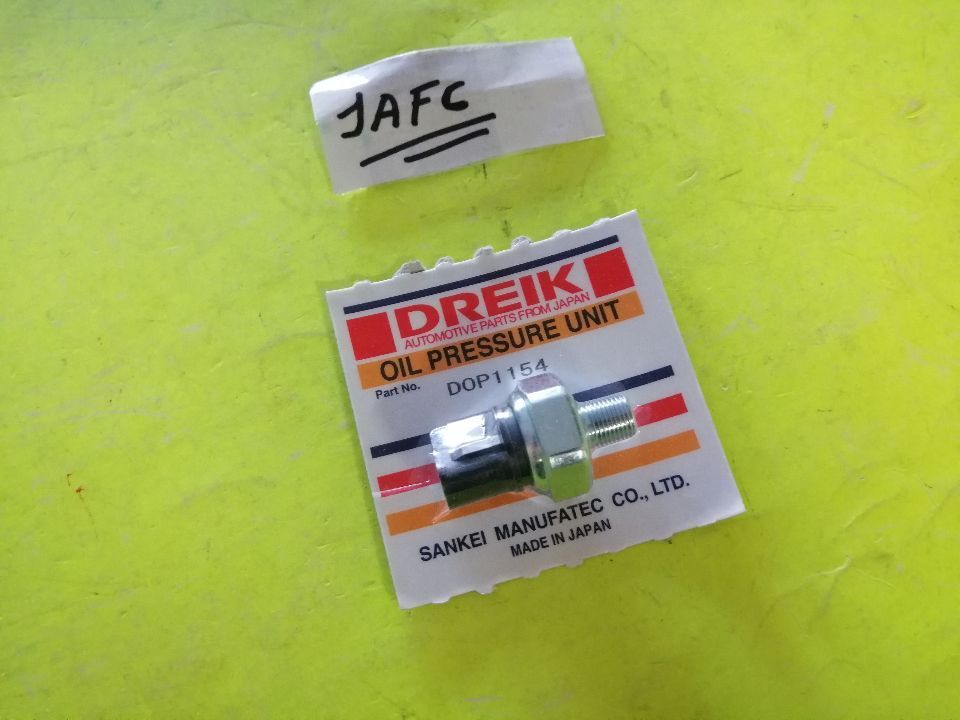 1AFC
DREIK
AUTOMOTIVE PARTS FROM JAPAN
OIL PRESSURE UNIT
Part No. DOP1154
SANKEI MANUFATEC CO., LTD.
MADE IN JAPAN